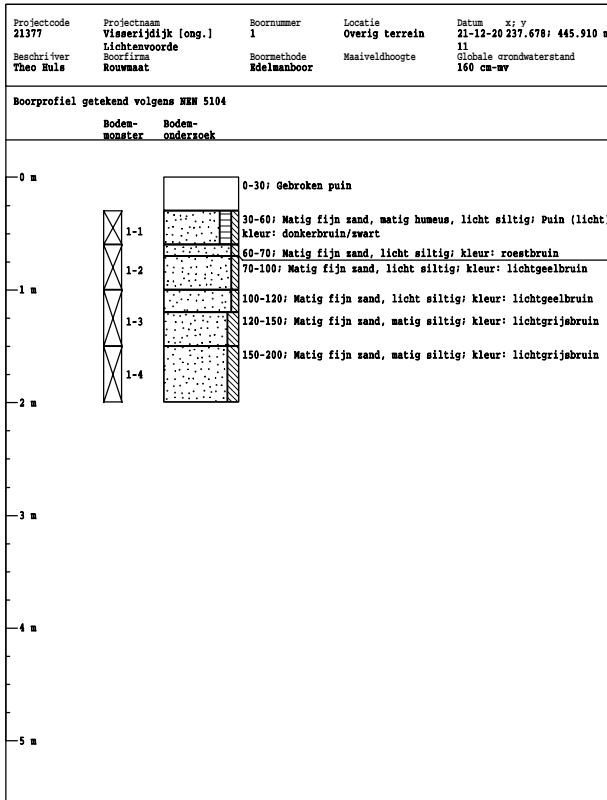 Projectcode Projectnaam Boornummer Locatie Datum x; y
21377 Visserijdijk [ong.] 1 Overig terrein 21-12-20 237.678; 445.910 m
Lichtenvoorde 11
Beschrijver Boorfirma Boormethode Maaiveldhoogte Globale grondwaterstand
Theo Huls Rouwmaat Edelmanboor 160 cm-mv
Boorprofiel getekend volgens NEN 5104
Bodem- Bodem-
monster onderzoek
0 m
0-30; Gebroken puin
30-60; Matig fijn zand, matig humeus, licht siltig; Puin (licht)
1-1 kleur: donkerbruin/zwart
60-70; Matig fijn zand, licht siltig; kleur: roestbruin
1-2 70-100; Matig fijn zand, licht siltig; kleur: lichtgeelbruin
1 m
100-120; Matig fijn zand, licht siltig; kleur: lichtgeelbruin
1-3 120-150; Matig fijn zand, matig siltig; kleur: lichtgrijsbruin
150-200; Matig fijn zand, matig siltig; kleur: lichtgrijsbruin
1-4
2 m
3 m
4 m
5 m